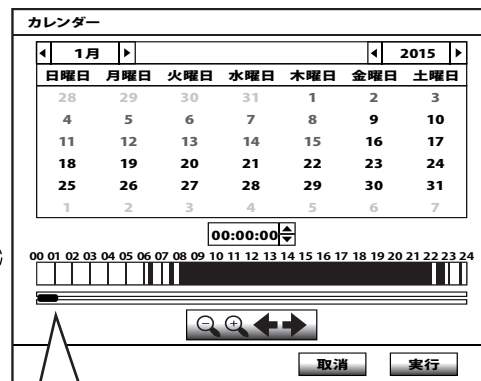 カレンダー
1月 2015
日曜日 月曜日 火曜日 水曜日 木曜日 金曜日 土曜日
28 29 30 31 1 2 3
4 5 6 7 8 9 10
11 12 13 14 15 16 17
18 19 20 21 22 23 24
25 26 27 28 29 30 31
1 2 3 4 5 6 7
00:00:00
00 01 02 03 04 05 06 07 08 09 10 11 12 13 14 15 16 17 18 19 20 21 22 23 24
取消 実行